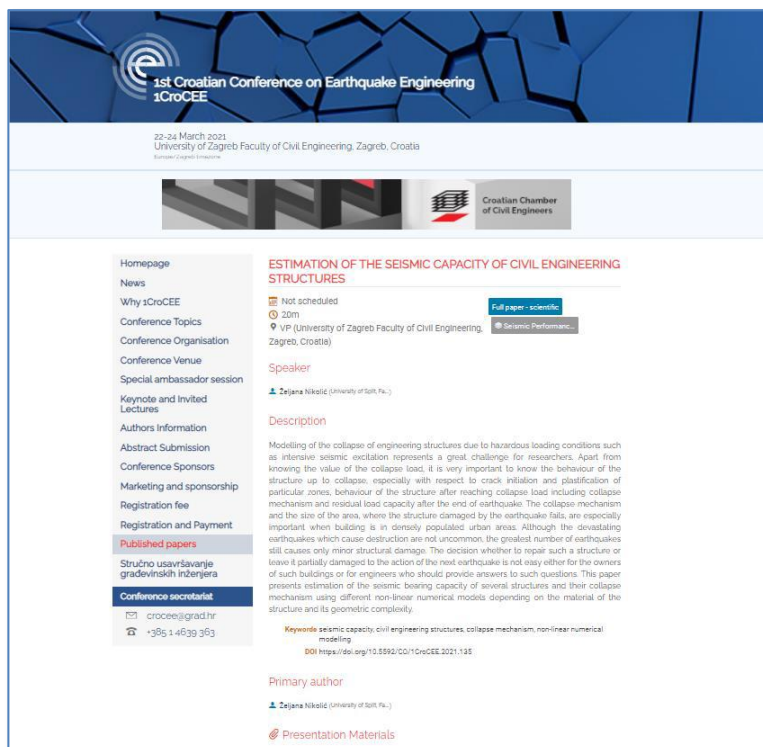 1st Croatian Conference on Earthquake Engineering
1CroCEE
22-24 March 2021
University of Zagreb Faculty of Civil Engineering, Zagreb, Croatia
Europe/Zagreb timezone
Croatian Chamber
of Civil Engineers
Homepage
News
Why 1CroCEE
Conference Topics
Conference Organisation
Conference Venue
Special ambassador session
Keynote and Invited
Lectures
Authors Information
Abstract Submission
Conference Sponsors
Marketing and sponsorship
Registration fee
Registration and Payment
Published papers
Stručno usavršavanje
građevinskih inženjera
Conference secretariat
crocee@grad.hr
+385 1 4639 363
ESTIMATION OF THE SEISMIC CAPACITY OF CIVIL ENGINEERING
STRUCTURES
Not scheduled
20m
VP (University of Zagreb Faculty of Civil Engineering,
Zagreb, Croatia)
Full paper - scientific
Seismic Performanc...
Speaker
Željana Nikolić (University of Split, Fa...)
Description
Modelling of the collapse of engineering structures due to hazardous loading conditions such
as intensive seismic excitation represents a great challenge for researchers. Apart from
knowing the value of the collapse load, it is very important to know the behaviour of the
structure up to collapse, especially with respect to crack initiation and plastification of
particular zones, behaviour of the structure after reaching collapse load including collapse
mechanism and residual load capacity after the end of earthquake. The collapse mechanism
and the size of the area, where the structure damaged by the earthquake falls, are especially
important when building is in densely populated urban areas. Although the devastating
earthquakes which cause destruction are not uncommon, the greatest number of earthquakes
still causes only minor structural damage. The decision whether to repair such a structure or
leave it partially damaged to the action of the next earthquake is not easy either for the owners
of such buildings or for engineers who should provide answers to such questions. This paper
presents estimation of the seismic bearing capacity of several structures and their collapse
mechanism using different non-linear numerical models depending on the material of the
structure and its geometric complexity.
Keywords seismic capacity, civil engineering structures, collapse mechanism, non-linear numerical
modelling
DOI https://doi.org/10.5592/CO/1CroCEE.2021.135
Primary author
Željana Nikolić (University of Split, Fa...)
Presentation Materials